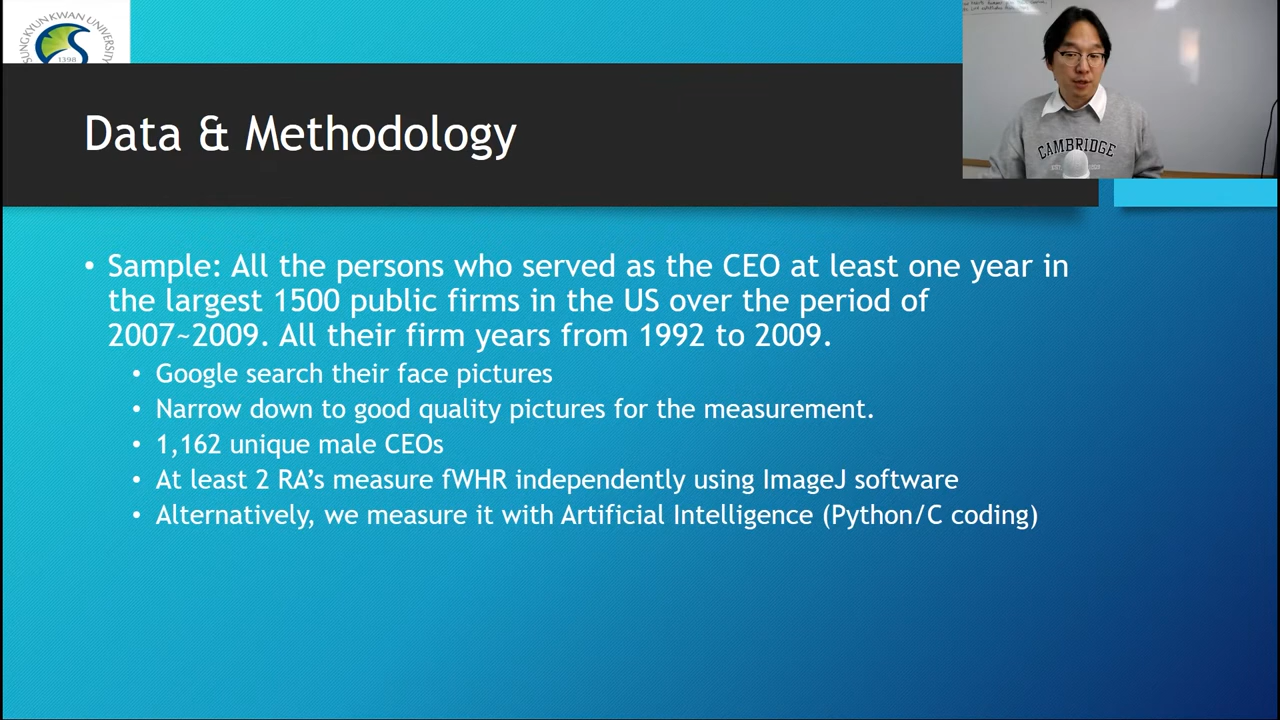 SUNGKYUNKWAN UNIVERSITY
1398
Data & Methodology
CAMBRIDGE
• Sample: All the persons who served as the CEO at least one year in
the largest 1500 public firms in the US over the period of
2007~2009. All their firm years from 1992 to 2009.
• Google search their face pictures
• Narrow down to good quality pictures for the measurement.
• 1,162 unique male CEOs
• At least 2 RA’s measure fWHR independently using ImageJ software
• Alternatively, we measure it with Artificial Intelligence (Python/C coding)